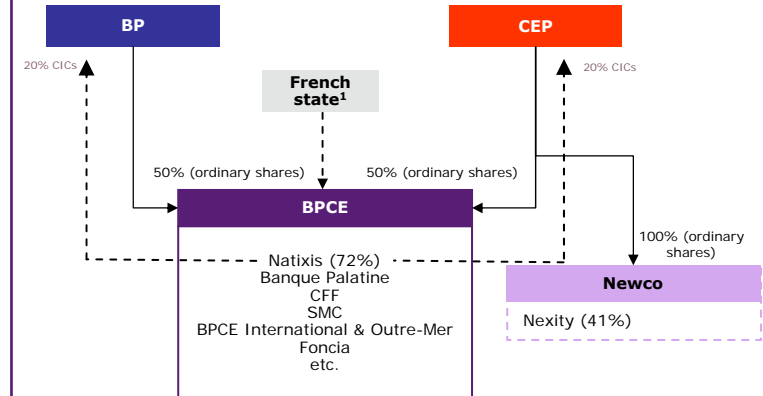 BP
CEP
20% CICs
20% CICs
French
state¹
50% (ordinary shares)
50% (ordinary shares)
BPCE
100% (ordinary
shares)
Natixis (72%)
Banque Palatine
CFF
SMC
BPCE International & Outre-Mer
Foncia
etc.
Newco
Nexity (41%)